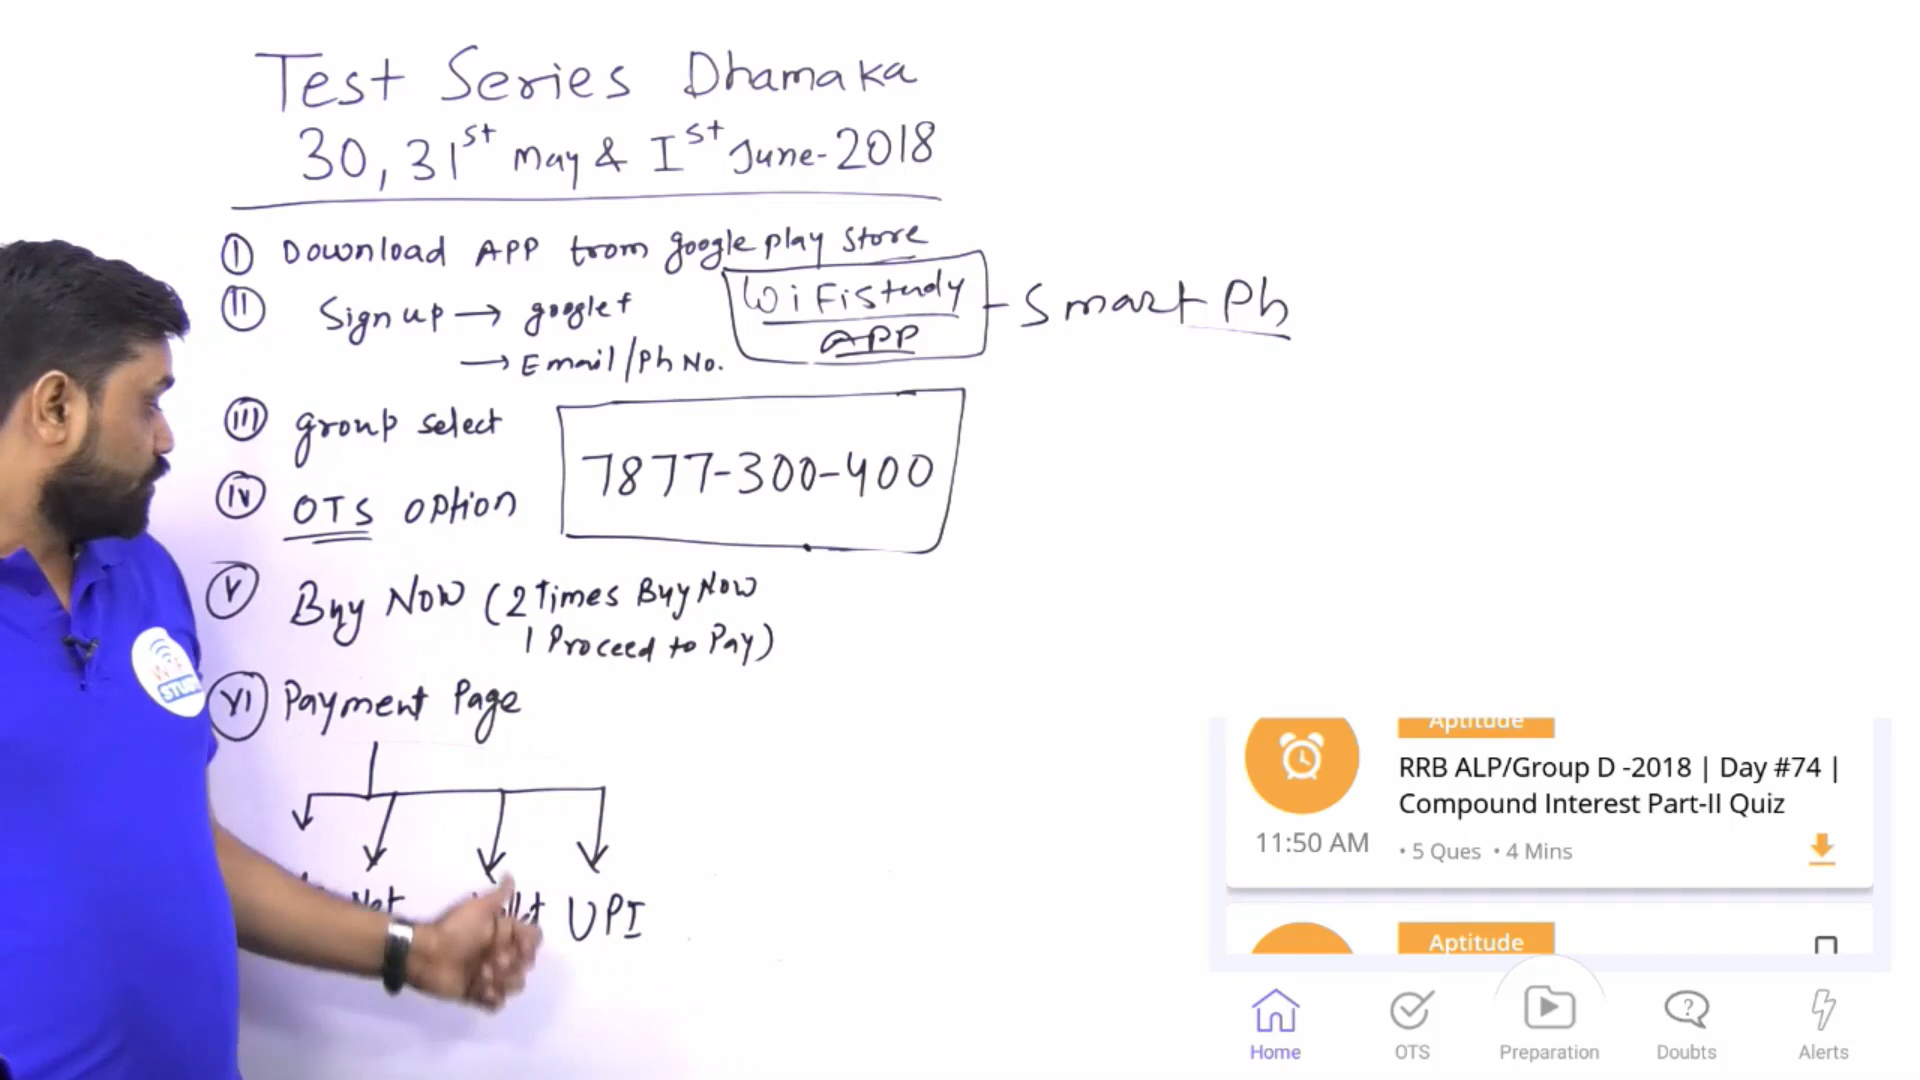 Test Series Dhamaka
30, 31st May & Ist June-2018
I Download APP from google play store
II Sign up → google+
→ Email/Ph No.
WiFistudy
APP
- Smart Ph
III group select
7877-300-400
IV OTS option
V Buy Now (2 Times Buy Now
1 Proceed to Pay)
VI Payment Page
Net
UPI
Aptitude
RRB ALP/Group D -2018 | Day #74 |
Compound Interest Part-II Quiz
11:50 AM
• 5 Ques • 4 Mins
Aptitude
Home
OTS
Preparation
Doubts
Alerts